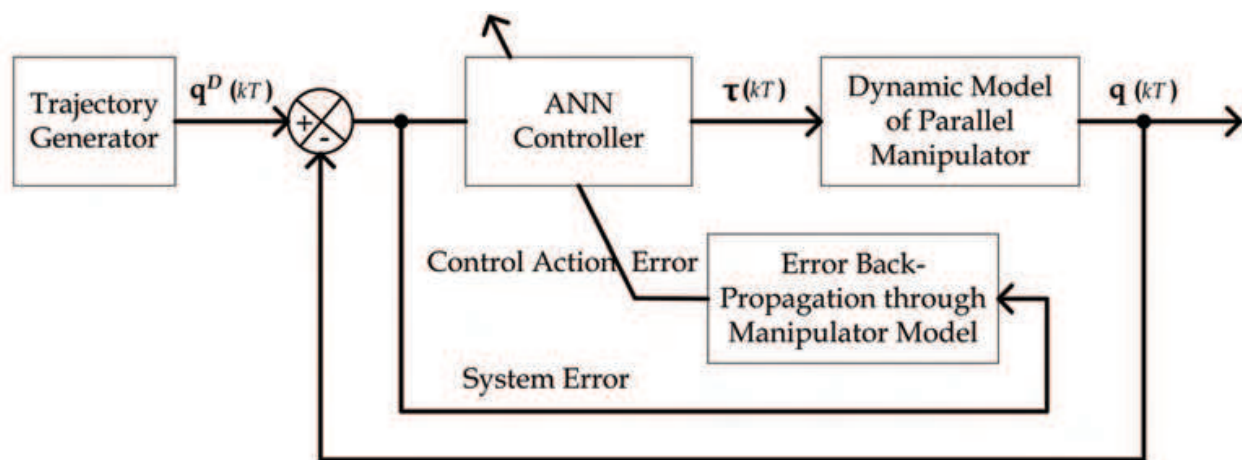 Trajectory
Generator
q^D (kT)
+
-
ANN
Controller
τ(kT)
Dynamic Model
of Parallel
Manipulator
q (kT)
Control Action Error
Error Back-
Propagation through
Manipulator Model
System Error